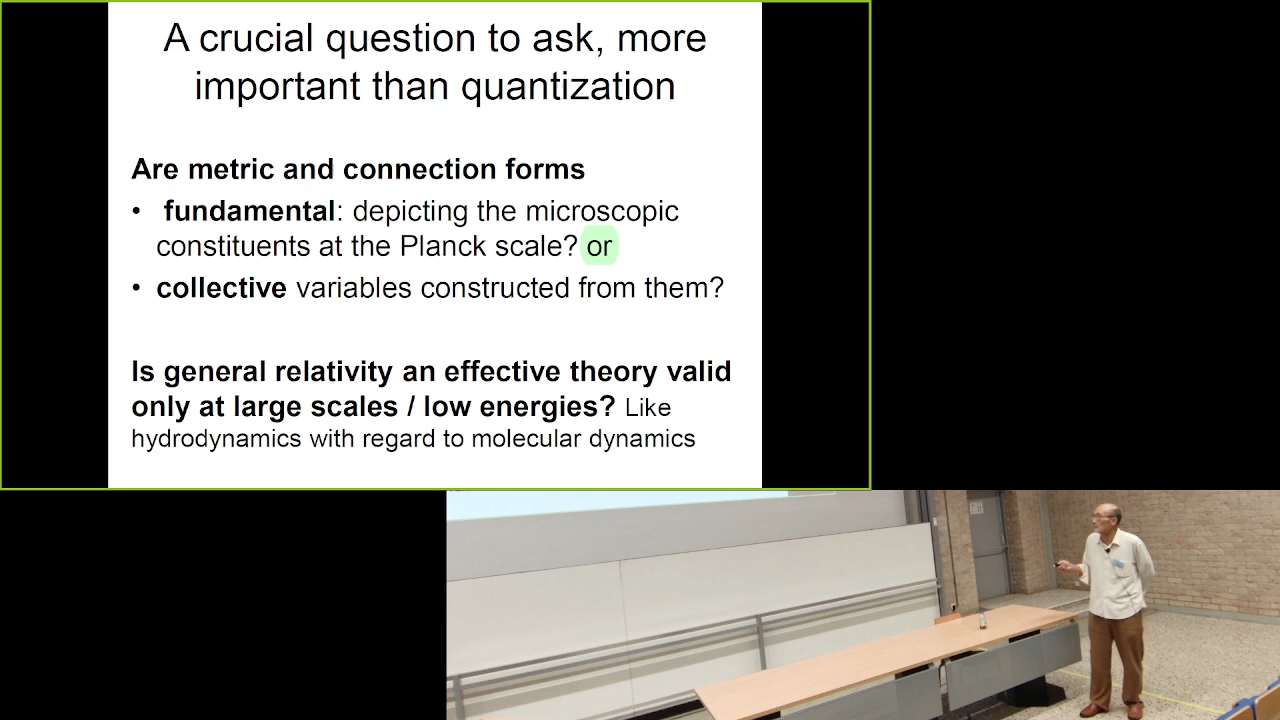 A crucial question to ask, more
important than quantization
Are metric and connection forms
• fundamental: depicting the microscopic
constituents at the Planck scale? or
• collective variables constructed from them?
Is general relativity an effective theory valid
only at large scales / low energies? Like
hydrodynamics with regard to molecular dynamics